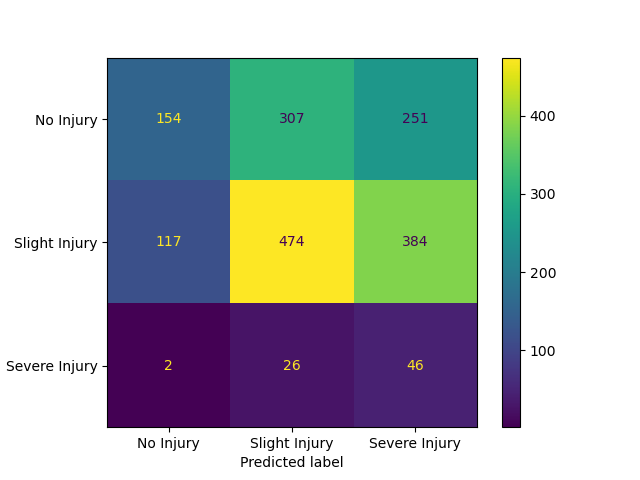 No Injury 154 307 251
Slight Injury 117 474 384
Severe Injury 2 26 46
No Injury Slight Injury Severe Injury
Predicted label
400
300
200
100